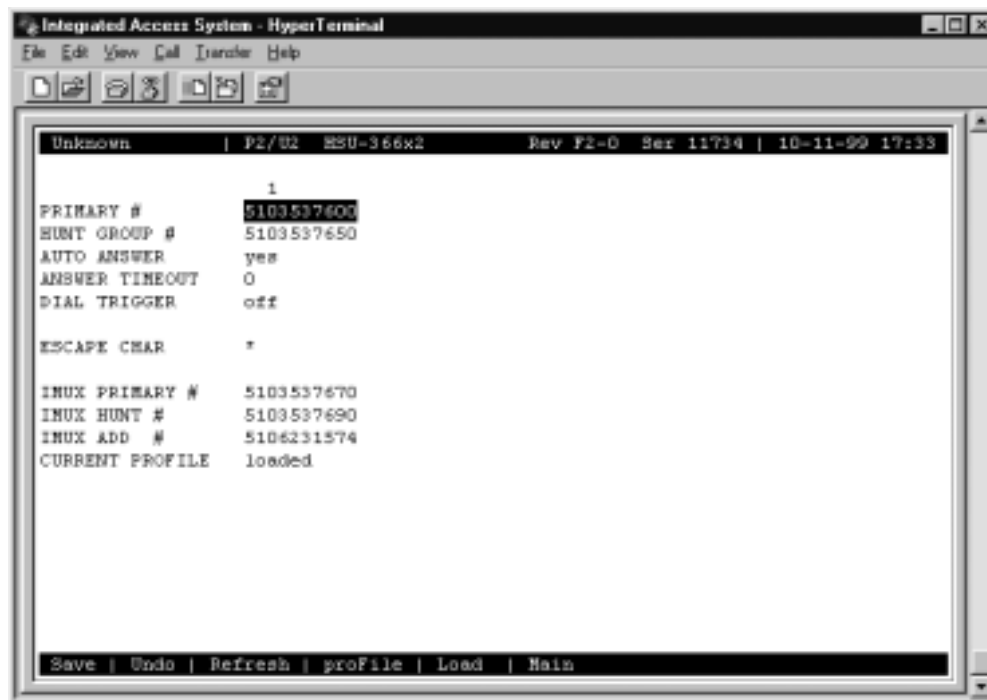 Integrated Access System - HyperTerminal
File Edit View Call Transfer Help
Unknown | P2/U2 HSU-366x2 Rev F2-0 Ser 11734 | 10-11-99 17:33
1
PRIMARY # 5103537600
HUNT GROUP # 5103537650
AUTO ANSWER yes
ANSWER TIMEOUT 0
DIAL TRIGGER off
ESCAPE CHAR *
IMUX PRIMARY # 5103537670
IMUX HUNT # 5103537690
IMUX ADD # 5106231574
CURRENT PROFILE loaded
Save | Undo | Refresh | proFile | Load | Main